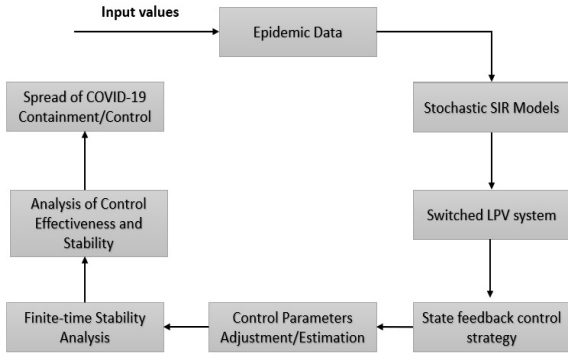 Input values
Epidemic Data
Stochastic SIR Models
Switched LPV system
State feedback control
strategy
Control Parameters
Adjustment/Estimation
Finite-time Stability
Analysis
Analysis of Control
Effectiveness and
Stability
Spread of COVID-19
Containment/Control